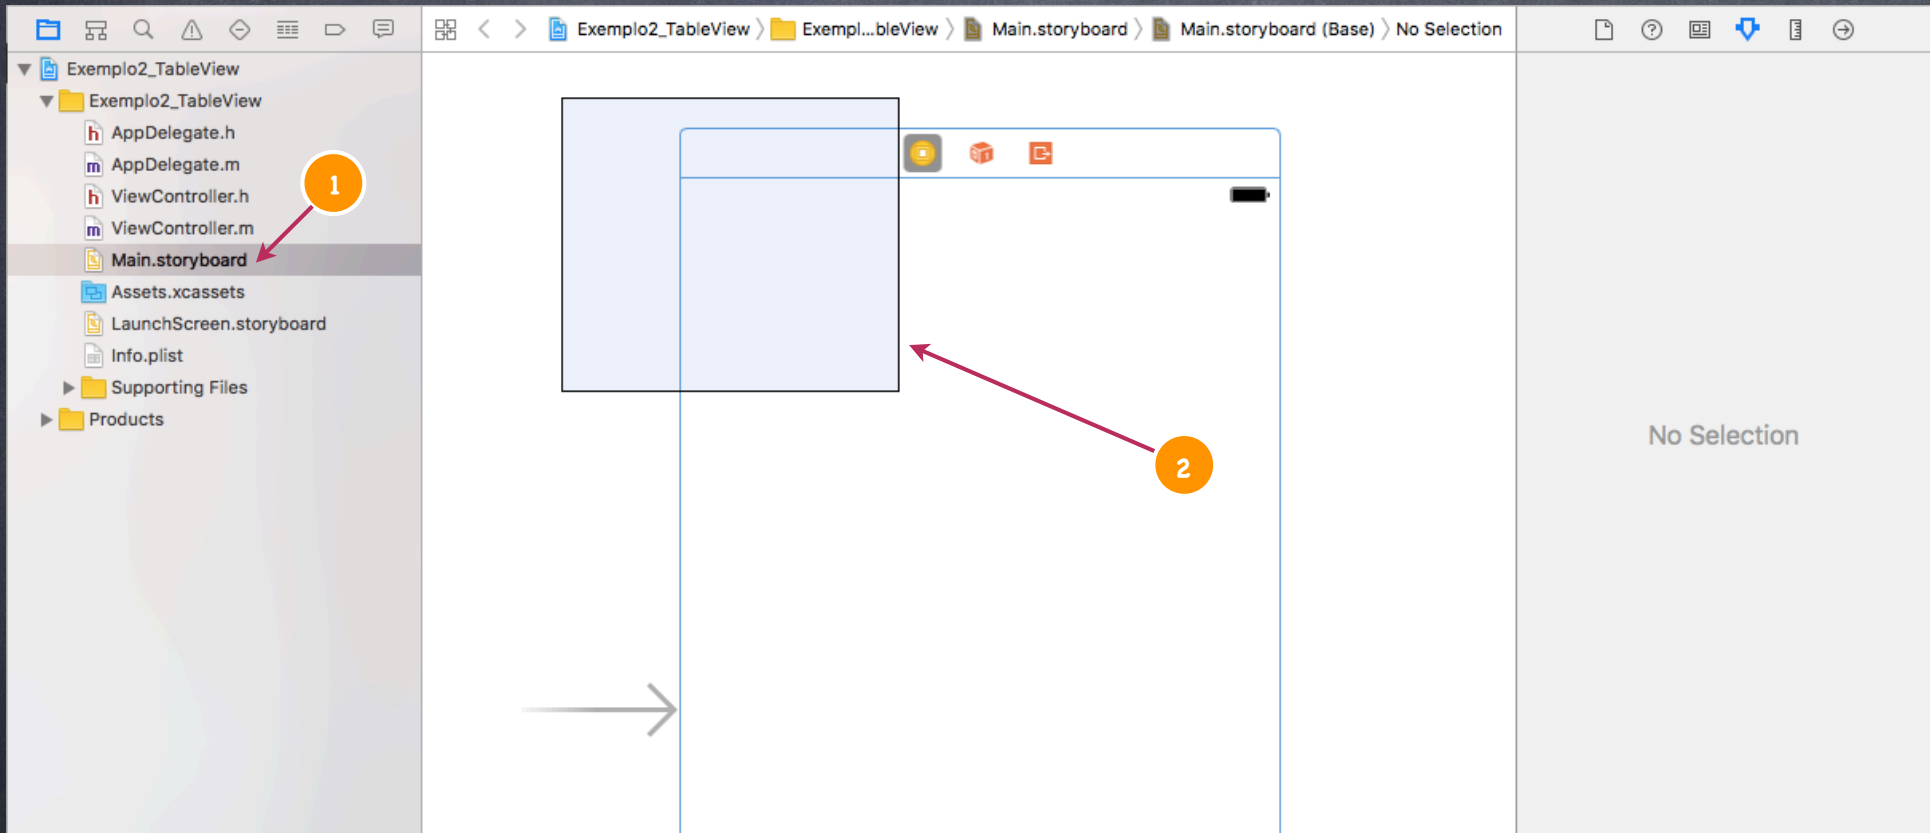 Exemplo2_TableView
Exempl...bleView
Main.storyboard
Main.storyboard (Base)
No Selection
Exemplo2_TableView
Exemplo2_TableView
h AppDelegate.h
m AppDelegate.m
h ViewController.h
m ViewController.m
Main.storyboard
Assets.xcassets
LaunchScreen.storyboard
Info.plist
Supporting Files
Products
1
2
No Selection